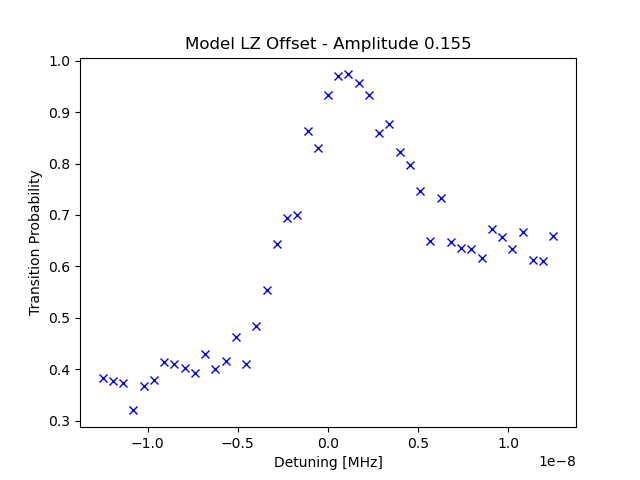 Model LZ Offset - Amplitude 0.155
Transition Probability
1.0
0.9
0.8
0.7
0.6
0.5
0.4
0.3
−1.0 −0.5 0.0 0.5 1.0
1e−8
Detuning [MHz]